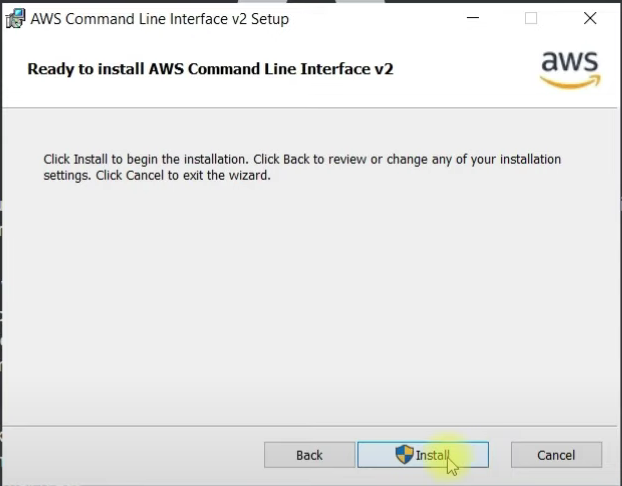 AWS Command Line Interface v2 Setup
Ready to install AWS Command Line Interface v2
aws
Click Install to begin the installation. Click Back to review or change any of your installation
settings. Click Cancel to exit the wizard.
Back
Install
Cancel